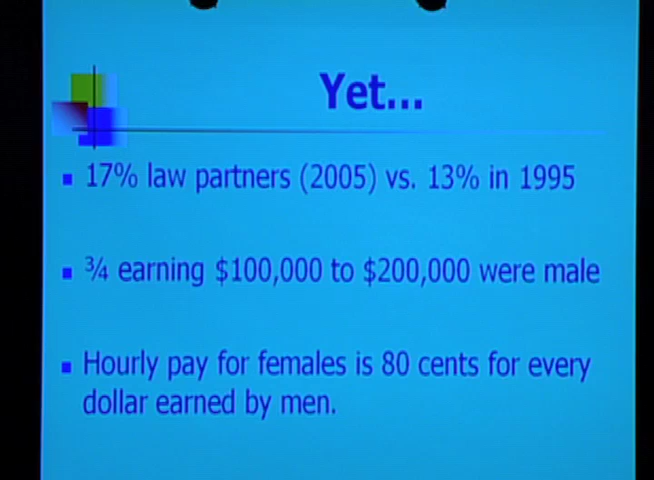 Yet...
17% law partners (2005) vs. 13% in 1995
¾ earning $100,000 to $200,000 were male
Hourly pay for females is 80 cents for every
dollar earned by men.